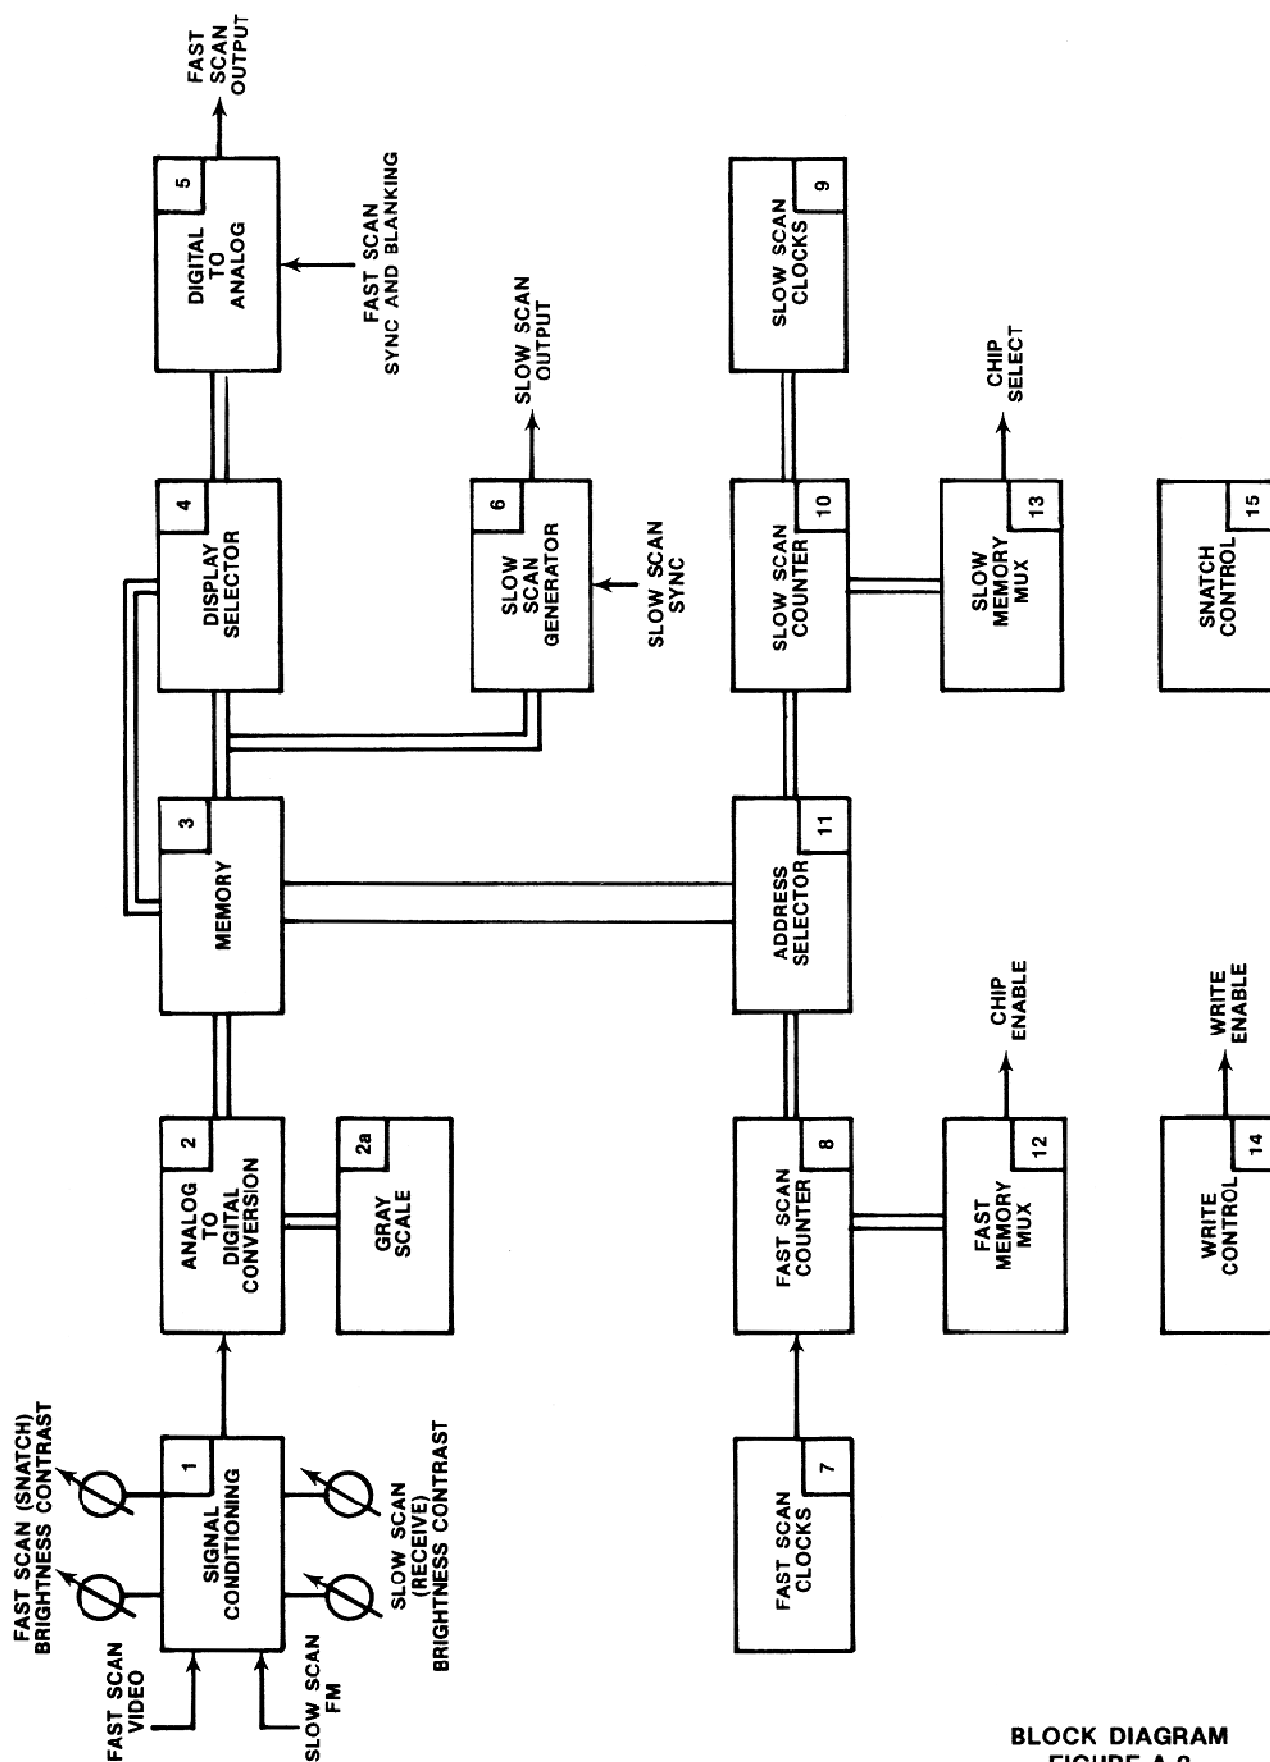 FAST SCAN (SNATCH)
BRIGHTNESS CONTRAST
FAST SCAN
VIDEO
SLOW SCAN
FM
SIGNAL
CONDITIONING
1
SLOW SCAN
(RECEIVE)
BRIGHTNESS CONTRAST
ANALOG
TO
DIGITAL
CONVERSION
2
GRAY
SCALE
2a
MEMORY
3
DISPLAY
SELECTOR
4
DIGITAL
TO
ANALOG
5
FAST
SCAN
OUTPUT
FAST SCAN
SYNC AND BLANKING
SLOW
SCAN
GENERATOR
6
SLOW SCAN
OUTPUT
SLOW SCAN
SYNC
FAST SCAN
CLOCKS
7
FAST SCAN
COUNTER
8
ADDRESS
SELECTOR
11
SLOW SCAN
COUNTER
10
SLOW SCAN
CLOCKS
9
FAST
MEMORY
MUX
12
CHIP
ENABLE
SLOW
MEMORY
MUX
13
CHIP
SELECT
WRITE
CONTROL
14
WRITE
ENABLE
SNATCH
CONTROL
15
BLOCK DIAGRAM